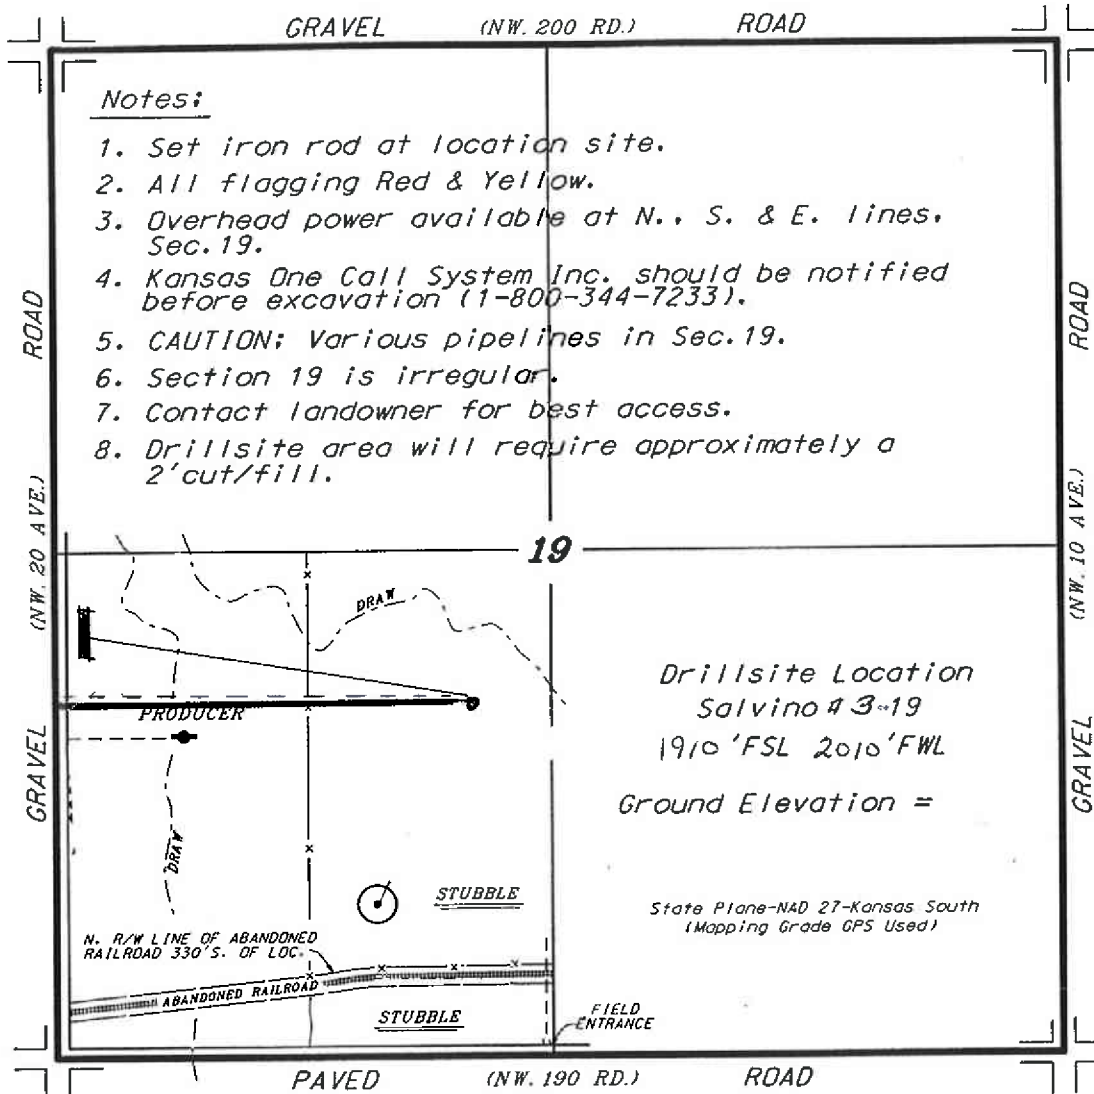 GRAVEL (NW. 200 RD.) ROAD
Notes:
1. Set iron rod at location site.
2. All flagging Red & Yellow.
3. Overhead power available at N., S. & E. lines,
Sec. 19.
4. Kansas One Call System Inc. should be notified
before excavation (1-800-344-7233).
5. CAUTION: Various pipelines in Sec. 19.
6. Section 19 is irregular.
7. Contact landowner for best access.
8. Drillsite area will require approximately a
2' cut/fill.
GRAVEL (NW. 20 AVE.) ROAD
GRAVEL (NW. 10 AVE.) ROAD
19
DRAW
PRODUCER
DRAW
Drillsite Location
Salvino #3-19
1910' FSL 2010' FWL
Ground Elevation =
STUBBLE
State Plane-NAD 27-Kansas South
(Mapping Grade GPS Used)
N. R/W LINE OF ABANDONED
RAILROAD 330'S. OF LOC.
ABANDONED RAILROAD
STUBBLE
FIELD
ENTRANCE
PAVED (NW. 190 RD.) ROAD